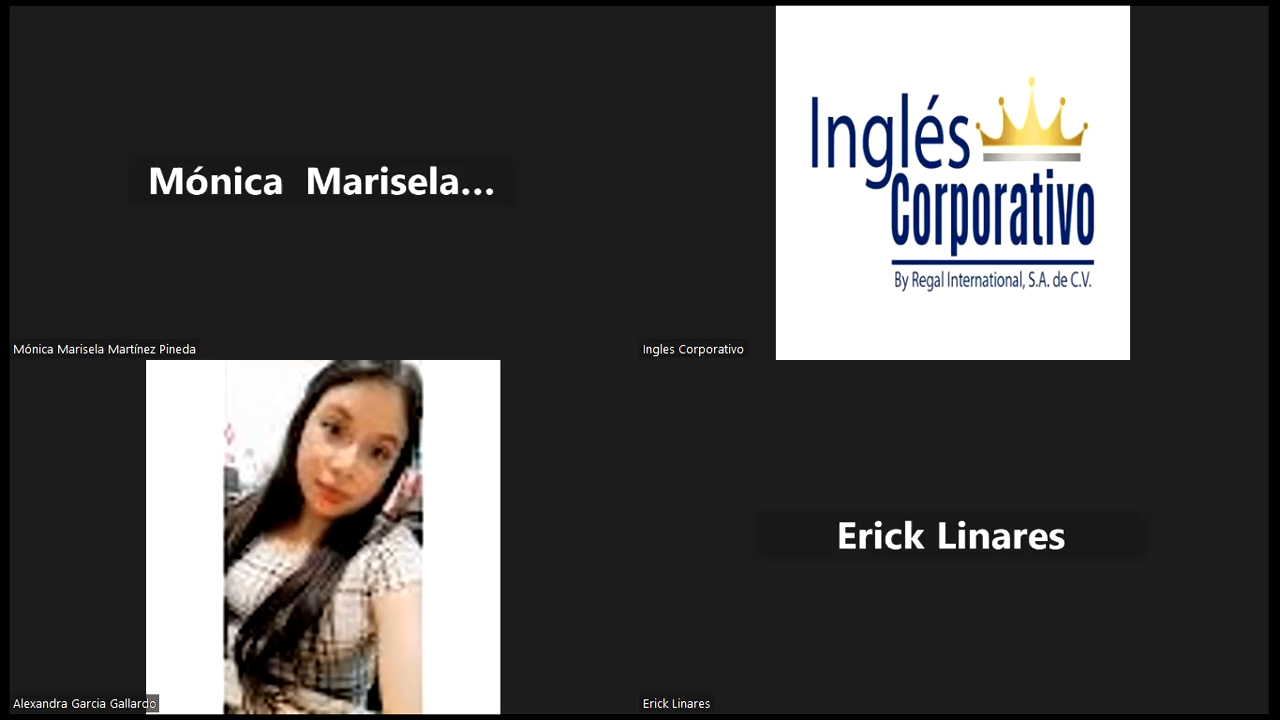 Mónica  Marisela...
Mónica Marisela Martínez Pineda
Inglés
Corporativo
By Regal International, S.A. de C.V.
Ingles Corporativo
Alexandra Garcia Gallardo
Erick Linares
Erick Linares